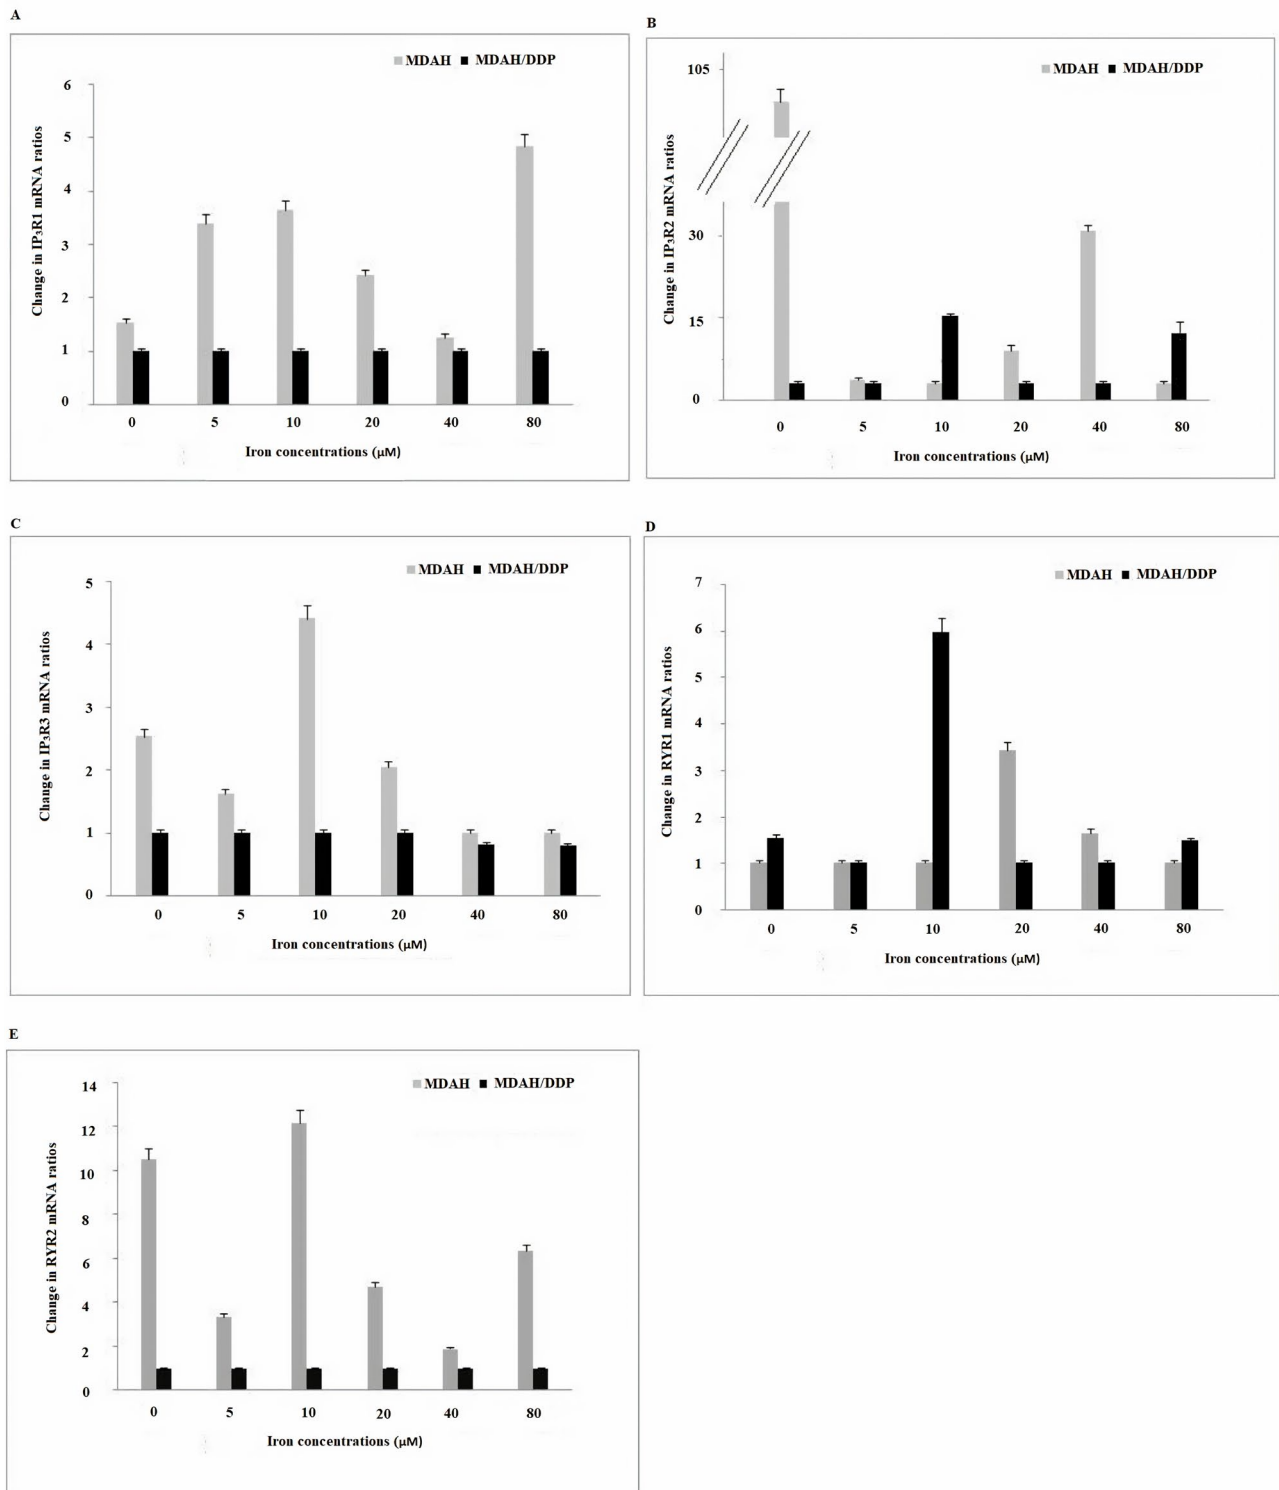 A
MDAH MDAH/DDP
Change in IP₃R1 mRNA ratios
6
5
4
3
2
1
0
0 5 10 20 40 80
Iron concentrations (µM)
B
MDAH MDAH/DDP
Change in IP₃R2 mRNA ratios
105
30
15
0
0 5 10 20 40 80
Iron concentrations (µM)
C
MDAH MDAH/DDP
Change in IP₃R3 mRNA ratios
5
4
3
2
1
0
0 5 10 20 40 80
Iron concentrations (µM)
D
MDAH MDAH/DDP
Change in RYR1 mRNA ratios
7
6
5
4
3
2
1
0
0 5 10 20 40 80
Iron concentrations (µM)
E
MDAH MDAH/DDP
Change in RYR2 mRNA ratios
14
12
10
8
6
4
2
0
0 5 10 20 40 80
Iron concentrations (µM)